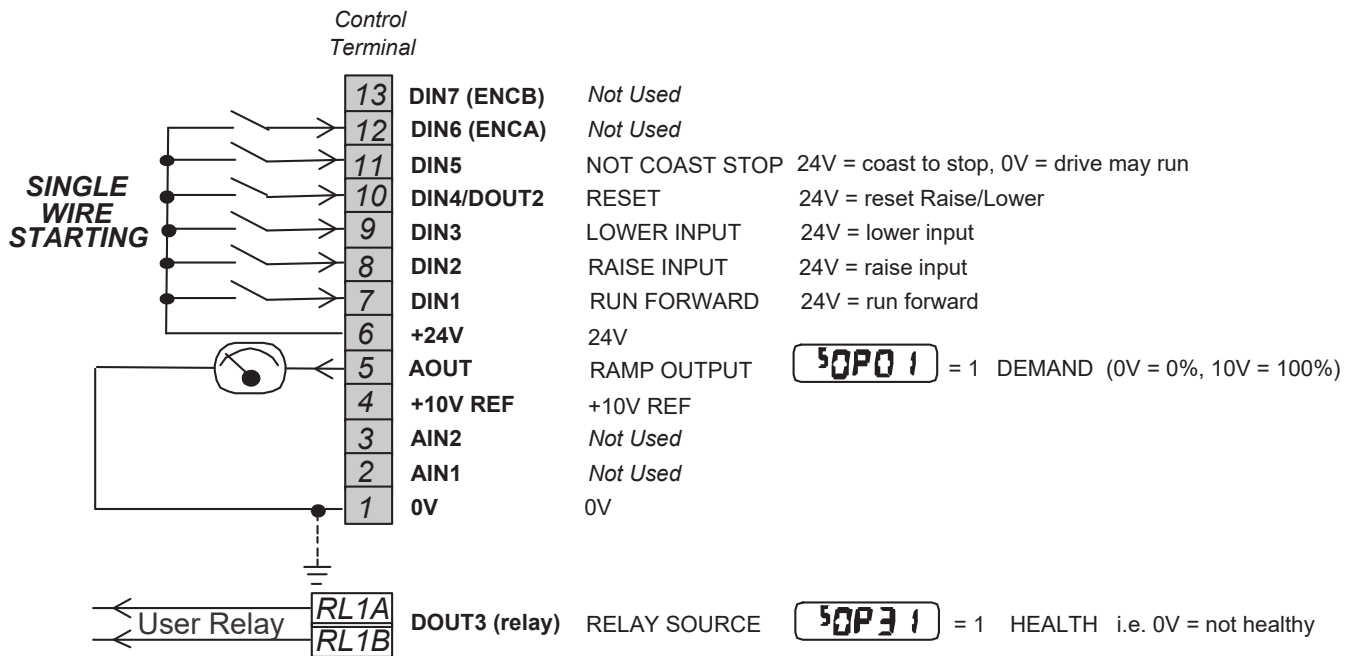 Control
Terminal
13 DIN7 (ENCB) Not Used
12 DIN6 (ENCA) Not Used
11 DIN5 NOT COAST STOP 24V = coast to stop, 0V = drive may run
10 DIN4/DOUT2 RESET 24V = reset Raise/Lower
9 DIN3 LOWER INPUT 24V = lower input
8 DIN2 RAISE INPUT 24V = raise input
7 DIN1 RUN FORWARD 24V = run forward
6 +24V 24V
5 AOUT RAMP OUTPUT SOP01 = 1 DEMAND (0V = 0%, 10V = 100%)
4 +10V REF +10V REF
3 AIN2 Not Used
2 AIN1 Not Used
1 0V 0V
SINGLE
WIRE
STARTING
User Relay
RL1A
RL1B
DOUT3 (relay) RELAY SOURCE SOP31 = 1 HEALTH i.e. 0V = not healthy